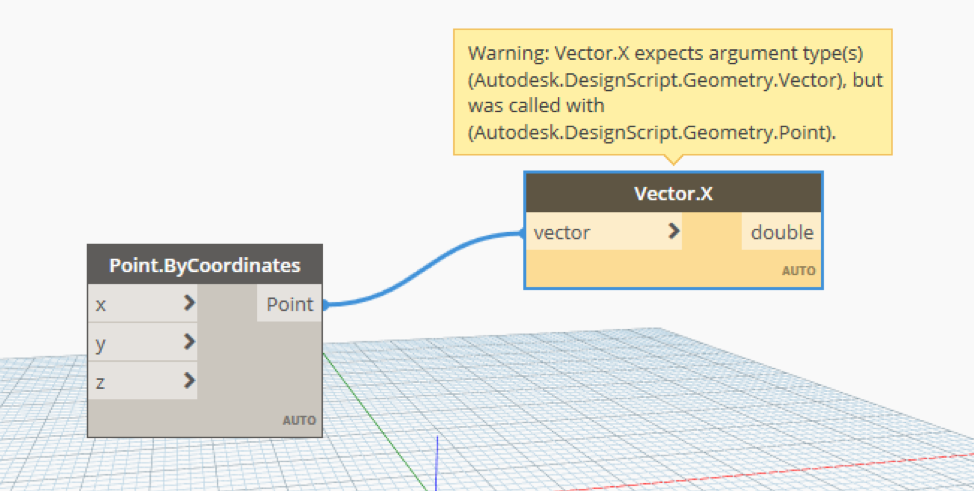 Warning: Vector.X expects argument type(s)
(Autodesk.DesignScript.Geometry.Vector), but
was called with
(Autodesk.DesignScript.Geometry.Point).
Vector.X
vector
double
AUTO
Point.ByCoordinates
x
Point
y
z
AUTO